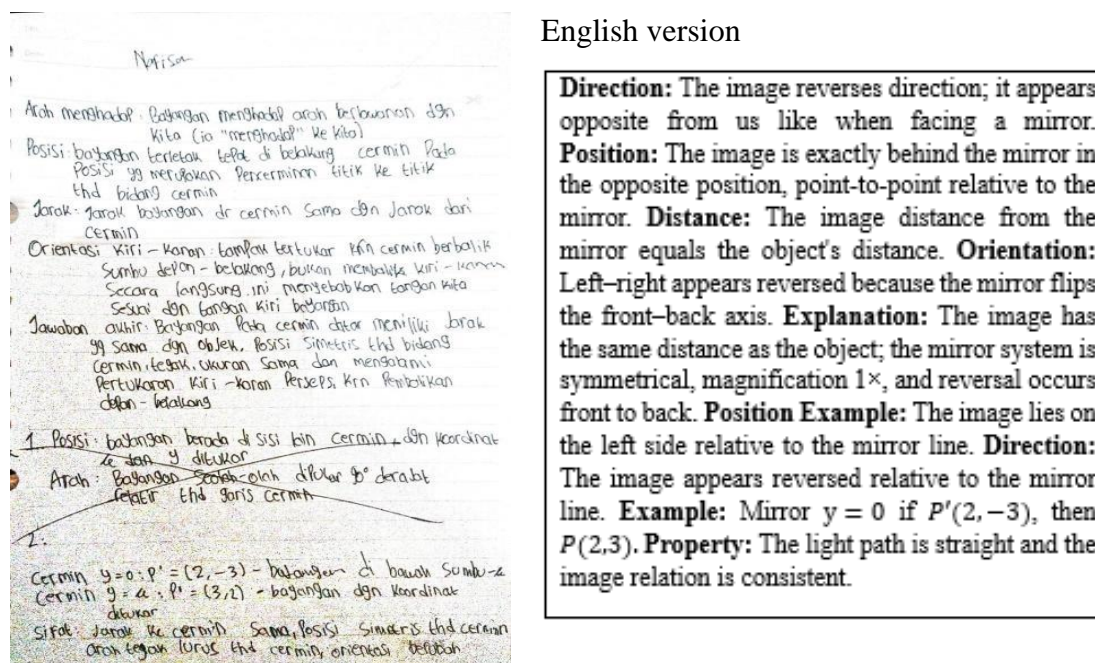 Narisa
Arah menghadap : Bayangan menghadap arah berlawanan dgn
kita (ia "menghadap" ke kita)
Posisi : bayangan terletak tepat di belakang cermin Pada
Posisi yg merupakan Pencerminan titik ke titik
thd bidang cermin
Jarak : Jarak bayangan dr cermin sama dgn Jarak dari
cermin
Orientasi kiri - kanan : tampak tertukar krn cermin berbalik
Sumbu depan - belakang, bukan membalik kiri - kanan
Secara langsung. ini menyebabkan tangan kita
Sesuai dgn tangan kiri bayangan
Jawaban akhir : Bayangan Pada cermin datar memiliki Jarak
yg sama dgn objek, Posisi Simetris thd bidang
cermin, tegak, ukuran Sama dan mengalami
Pertukaran kiri - kanan Persepsi krn Pembalikan
depan - belakang
1. Posisi : bayangan berada di sisi lain cermin, dgn koordinat
dan y ditukar
Arah : Bayangan Seolah-olah diputar 90° derajat
relatif thd garis cermin
2.
Cermin y=0 : P' = (2,-3) - bayangan di bawah sumbu-x
Cermin y = x : P' = (3,2) - bayangan dgn koordinat
ditukar
Sifat : Jarak ke cermin Sama, Posisi Simetris thd cermin
arah tegak lurus thd cermin, orientasi berubah
English version
Direction: The image reverses direction; it appears
opposite from us like when facing a mirror.
Position: The image is exactly behind the mirror in
the opposite position, point-to-point relative to the
mirror. Distance: The image distance from the
mirror equals the object's distance. Orientation:
Left–right appears reversed because the mirror flips
the front–back axis. Explanation: The image has
the same distance as the object; the mirror system is
symmetrical, magnification 1×, and reversal occurs
front to back. Position Example: The image lies on
the left side relative to the mirror line. Direction:
The image appears reversed relative to the mirror
line. Example: Mirror y = 0 if P′(2,−3), then
P(2,3). Property: The light path is straight and the
image relation is consistent.